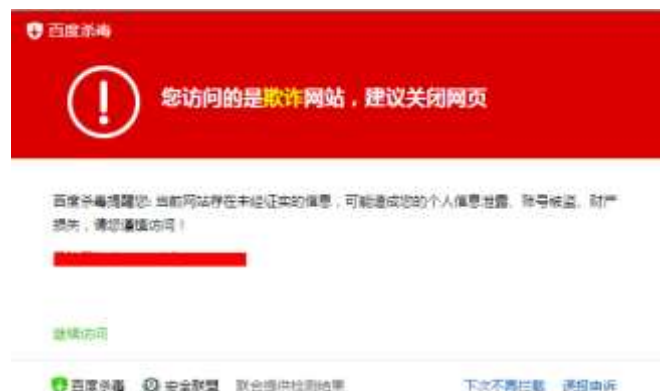 百度杀毒
您访问的是欺诈网站，建议关闭网页
百度杀毒提醒您: 当前网站存在未经证实的信息，可能造成您的个人信息泄露、账号被盗、财产
损失，请您谨慎访问！
继续访问
百度杀毒 安全联盟 联合提供检测结果 下次不再拦截 误报申诉